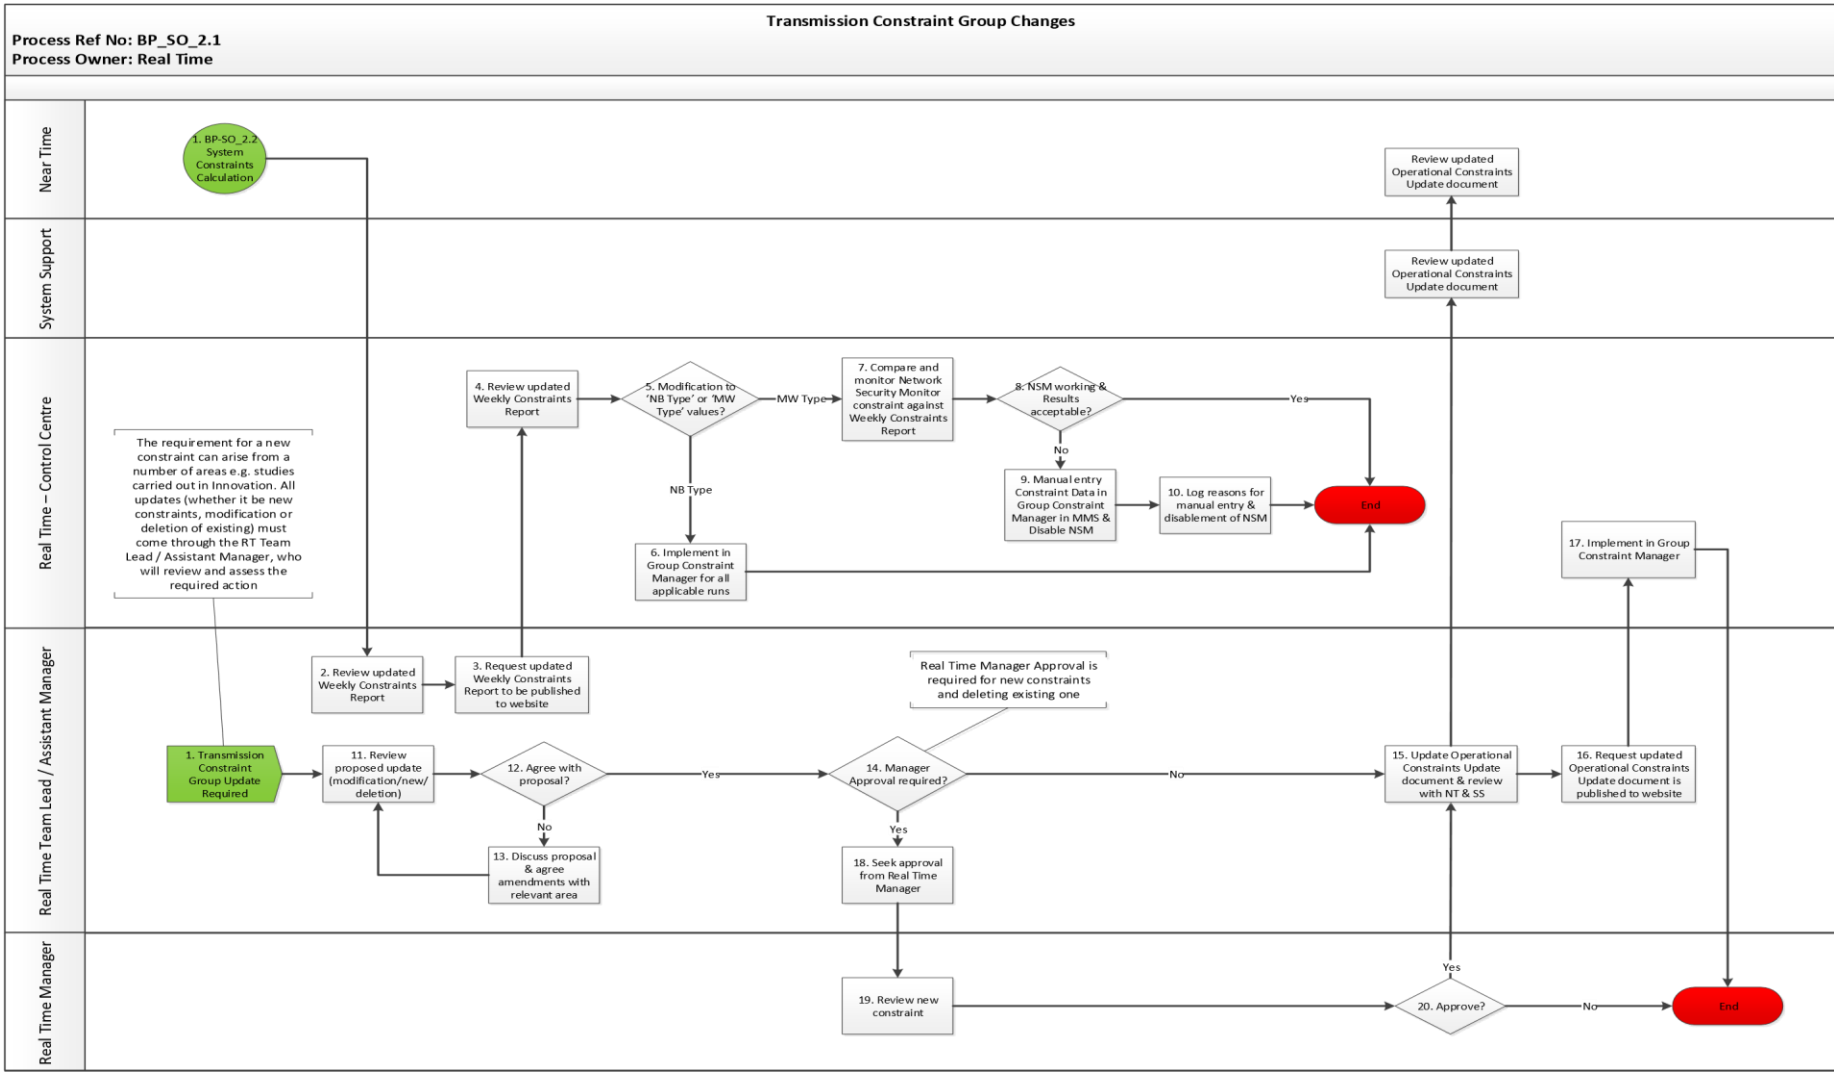 Transmission Constraint Group Changes
Process Ref No: BP_SO_2.1
Process Owner: Real Time
Near Time
1. BP-SO_2.2
System
Constraints
Calculation
Review updated
Operational Constraints
Update document
System Support
Review updated
Operational Constraints
Update document
Real Time – Control Centre
The requirement for a new
constraint can arise from a
number of areas e.g. studies
carried out in Innovation. All
updates (whether it be new
constraints, modification or
deletion of existing) must
come through the RT Team
Lead / Assistant Manager, who
will review and assess the
required action
4. Review updated
Weekly Constraints
Report
5. Modification to
'NB Type' or 'MW
Type' values?
MW Type
NB Type
6. Implement in
Group Constraint
Manager for all
applicable runs
7. Compare and
monitor Network
Security Monitor
constraint against
Weekly Constraints
Report
8. NSM working &
Results
acceptable?
Yes
No
9. Manual entry
Constraint Data in
Group Constraint
Manager in MMS &
Disable NSM
10. Log reasons for
manual entry &
disablement of NSM
End
17. Implement in Group
Constraint Manager
Real Time Team Lead / Assistant Manager
2. Review updated
Weekly Constraints
Report
3. Request updated
Weekly Constraints
Report to be published
to website
Real Time Manager Approval is
required for new constraints
and deleting existing one
1. Transmission
Constraint
Group Update
Required
11. Review
proposed update
(modification/new/
deletion)
12. Agree with
proposal?
Yes
No
13. Discuss proposal
& agree
amendments with
relevant area
14. Manager
Approval required?
No
Yes
18. Seek approval
from Real Time
Manager
15. Update Operational
Constraints Update
document & review
with NT & SS
16. Request updated
Operational Constraints
Update document is
published to website
Real Time Manager
19. Review new
constraint
Yes
20. Approve?
No
End